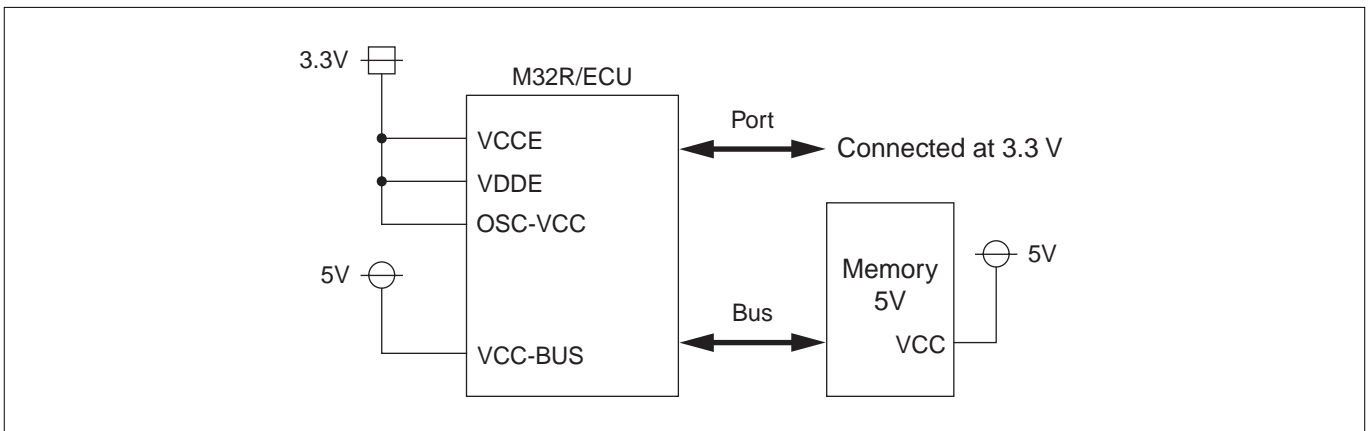 3.3V
M32R/ECU
VCCE
VDDE
OSC-VCC
5V
VCC-BUS
Port
Connected at 3.3 V
Bus
Memory
5V
VCC
5V